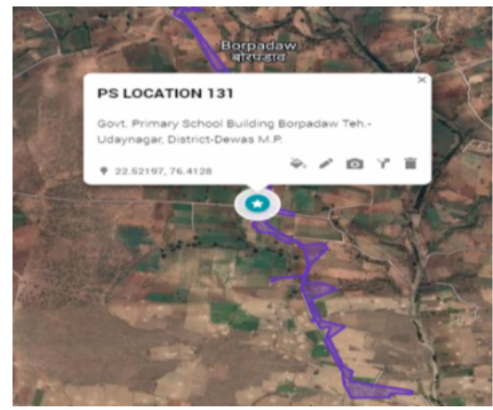 Borpadaw
बोरपडाव
PS LOCATION 131
Govt. Primary School Building Borpadaw Teh.-
Udaynagar, District-Dewas M.P.
22.52197, 76.4128